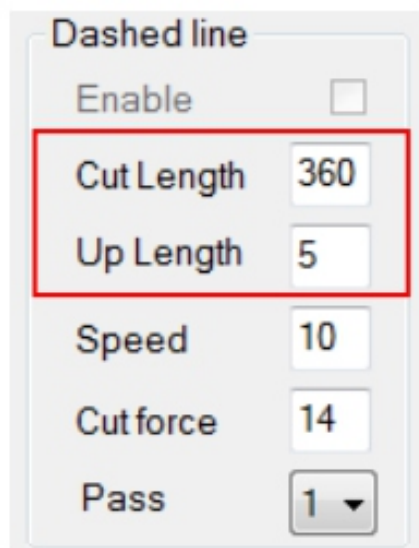 Dashed line
Enable
Cut Length 360
Up Length 5
Speed 10
Cut force 14
Pass 1